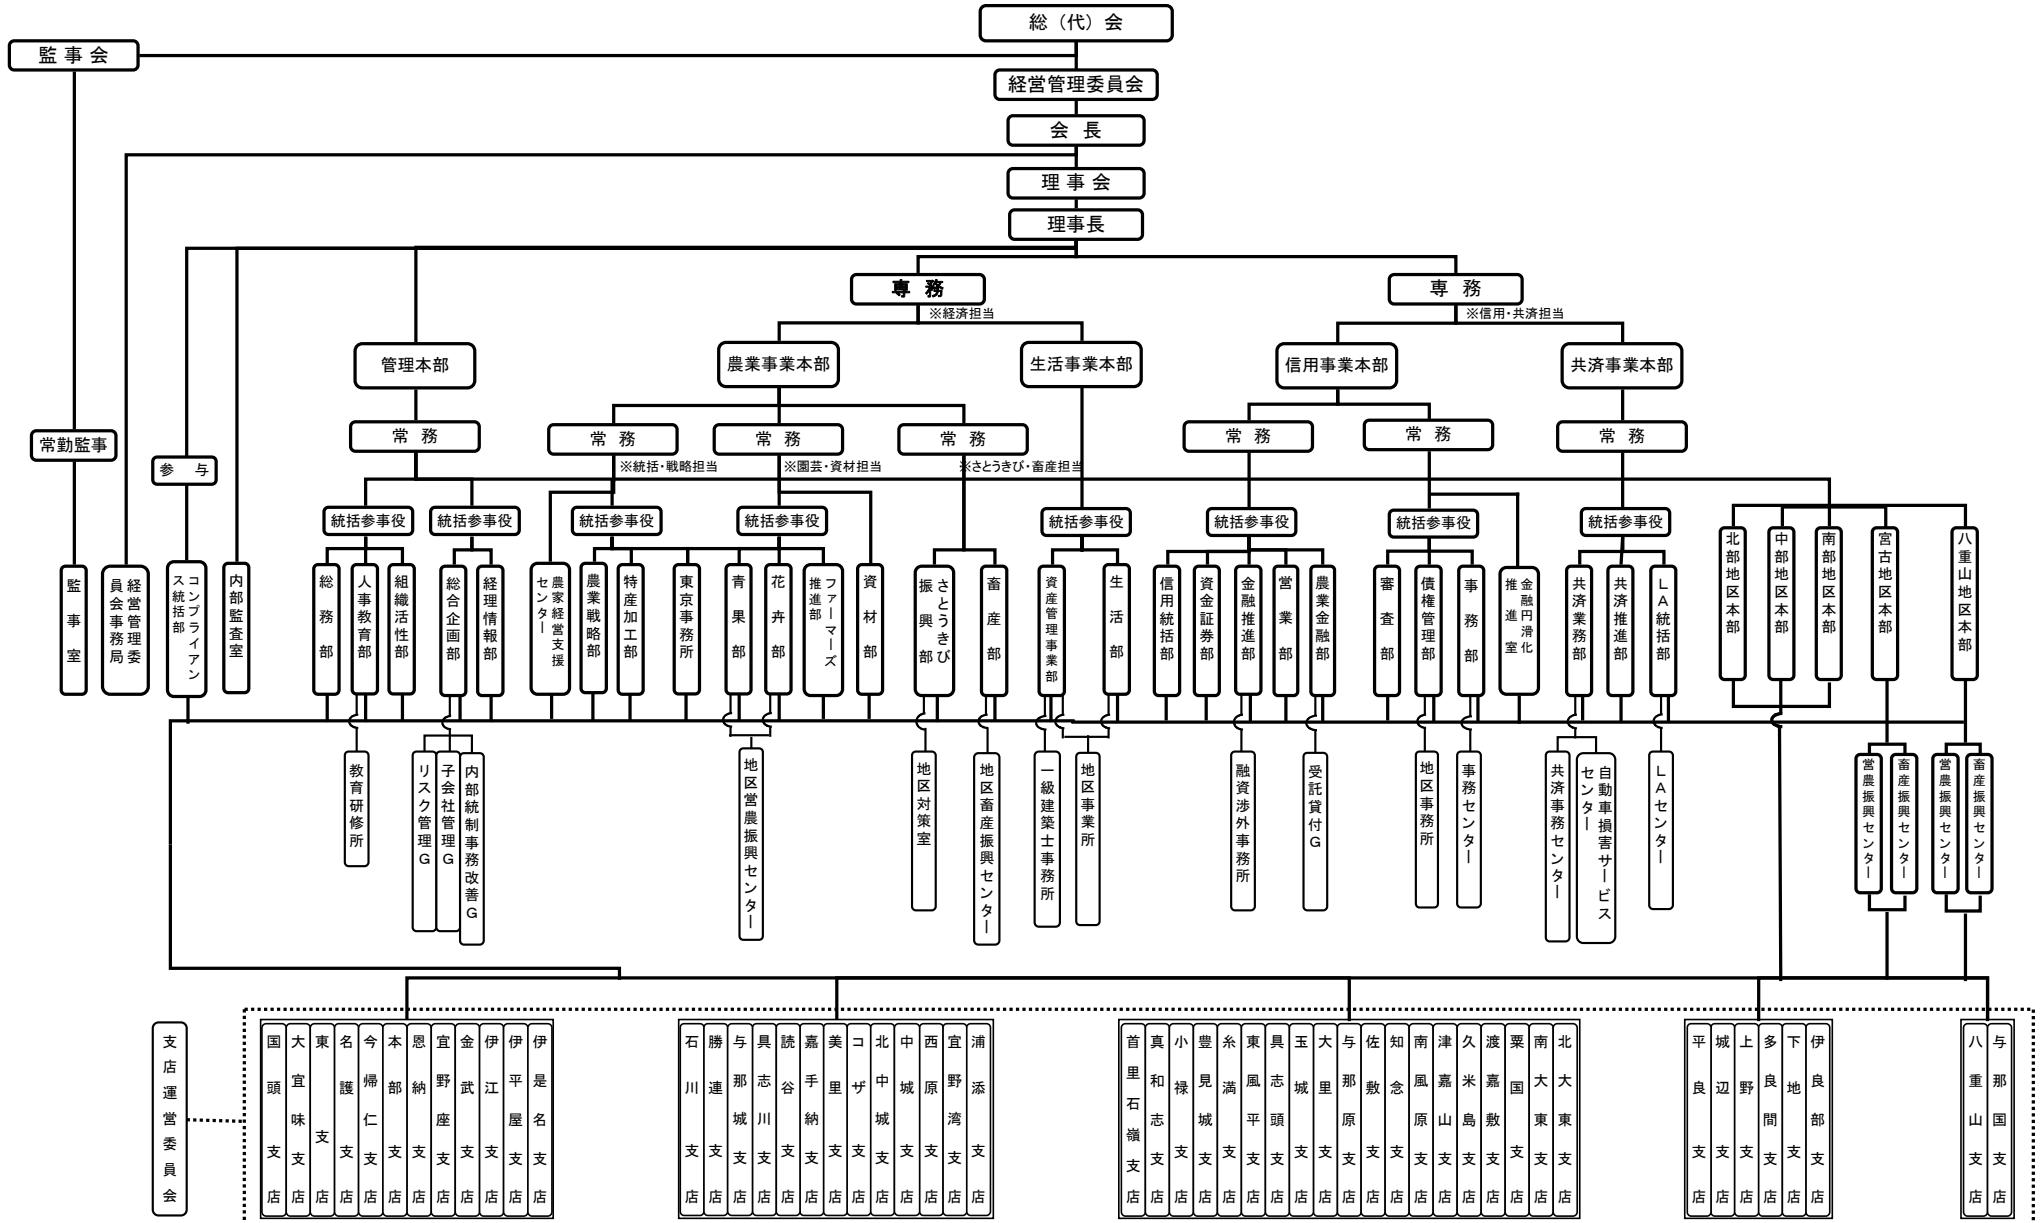 総（代）会
監事会
経営管理委員会
会長
理事会
理事長
専務
※経済担当
専務
※信用・共済担当
管理本部
農業事業本部
生活事業本部
信用事業本部
共済事業本部
常勤監事
参与
常務
常務
※統括・戦略担当
常務
※園芸・資材担当
常務
※さとうきび・畜産担当
常務
常務
常務
統括参事役
統括参事役
統括参事役
統括参事役
統括参事役
統括参事役
統括参事役
統括参事役
監事室
経営管理委
員会事務局
コンプライアン
ス統括部
内部監査室
総務部
人事教育部
組織活性部
総合企画部
経理情報部
農家経営支援
センター
農業戦略部
特産加工部
東京事務所
青果部
花卉部
ファーマーズ
推進部
資材部
さとうきび
振興部
畜産部
資産管理事業部
生活部
信用統括部
資金証券部
金融推進部
営業部
農業金融部
審査部
債権管理部
事務部
金融円滑化
推進室
共済業務部
共済推進部
ＬＡ統括部
北部地区本部
中部地区本部
南部地区本部
宮古地区本部
八重山地区本部
教育研修所
リスク管理Ｇ
子会社管理Ｇ
内部統制事務改善Ｇ
地区営農振興センター
地区対策室
地区畜産振興センター
一級建築士事務所
地区事業所
融資渉外事務所
受託貸付Ｇ
地区事務所
事務センター
共済事務センター
自動車損害サービス
センター
ＬＡセンター
営農振興センター
畜産振興センター
営農振興センター
畜産振興センター
支店運営委員会
国頭支店
大宜味支店
東支店
名護支店
今帰仁支店
本部支店
恩納支店
宜野座支店
金武支店
伊江支店
伊平屋支店
伊是名支店
石川支店
勝連支店
与那城支店
具志川支店
読谷支店
嘉手納支店
美里支店
コザ支店
北中城支店
中城支店
西原支店
宜野湾支店
浦添支店
首里石嶺支店
真和志支店
小禄支店
豊見城支店
糸満支店
東風平支店
具志頭支店
玉城支店
大里支店
与那原支店
佐敷支店
知念支店
南風原支店
津嘉山支店
久米島支店
渡嘉敷支店
粟国支店
南大東支店
北大東支店
平良支店
城辺支店
上野支店
多良間支店
下地支店
伊良部支店
八重山支店
与那国支店